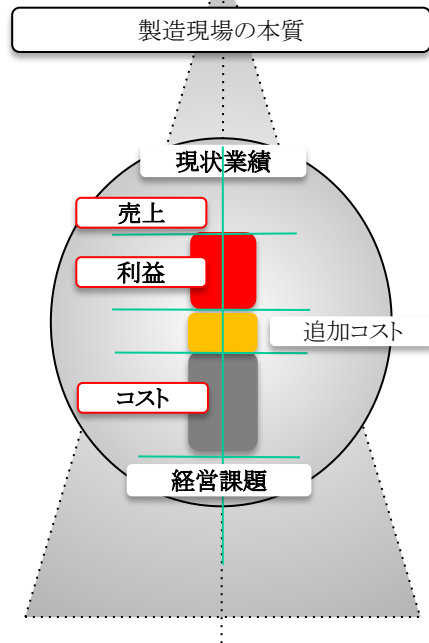 製造現場の本質
現状業績
売上
利益
追加コスト
コスト
経営課題